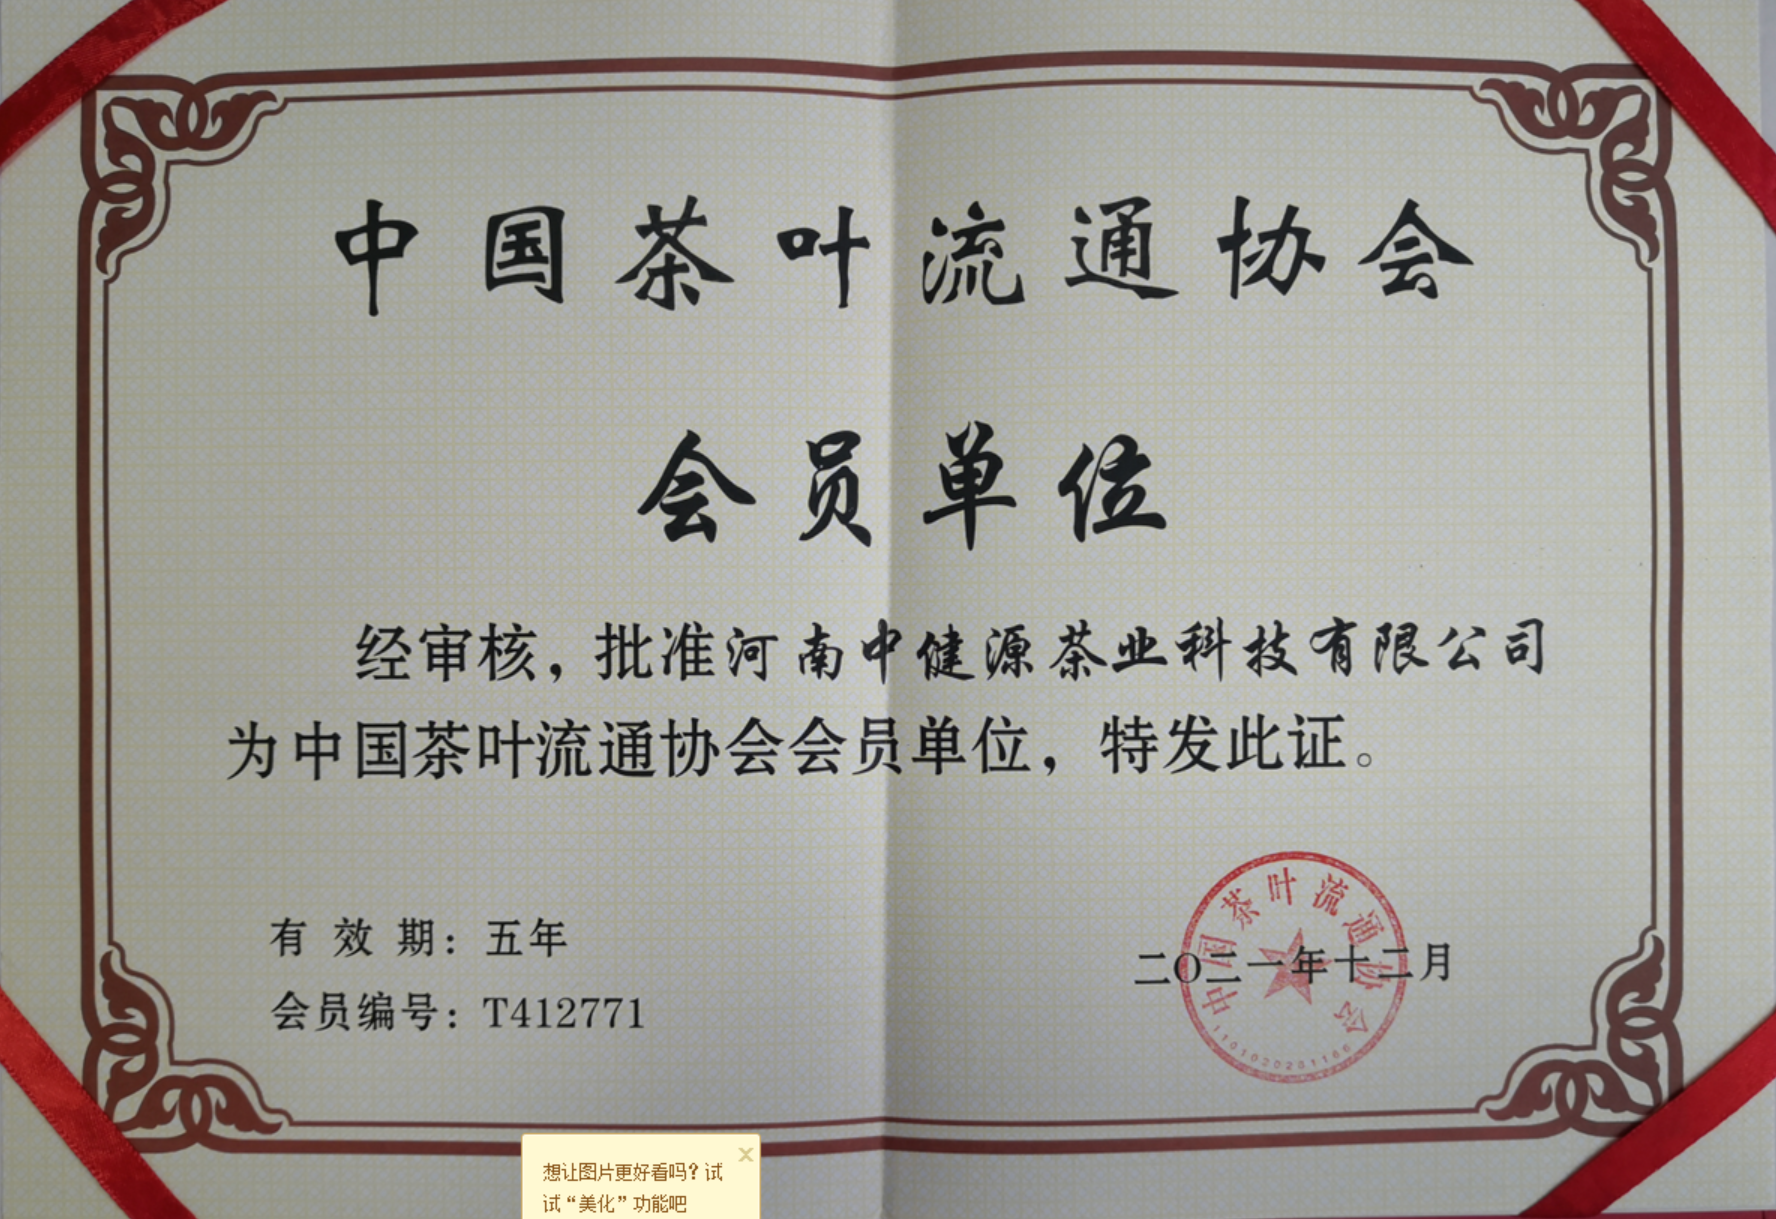 中国茶叶流通协会
会员单位
经审核，批准河南中健源茶业科技有限公司
为中国茶叶流通协会会员单位，特发此证。
有效期：五年
会员编号：T412771
二〇二一年十二月
中国茶叶流通协会
想让图片更好看吗？试
试“美化”功能吧